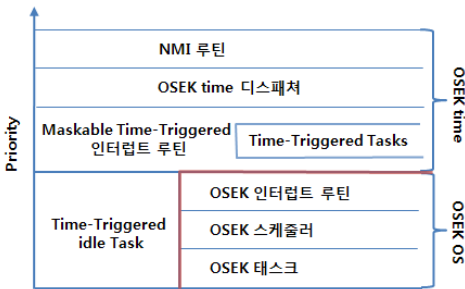 NMI 루틴
OSEK time 디스패쳐
Maskable Time-Triggered
인터럽트 루틴
Time-Triggered Tasks
OSEK time
Priority
Time-Triggered
idle Task
OSEK 인터럽트 루틴
OSEK 스케줄러
OSEK 태스크
OSEK OS